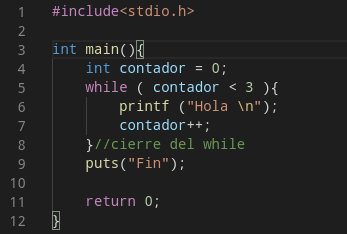 1 #include<stdio.h>
2
3 int main(){
4     int contador = 0;
5     while ( contador < 3 ){
6         printf ("Hola \n");
7         contador++;
8     }//cierre del while
9     puts("Fin");
10
11     return 0;
12 }